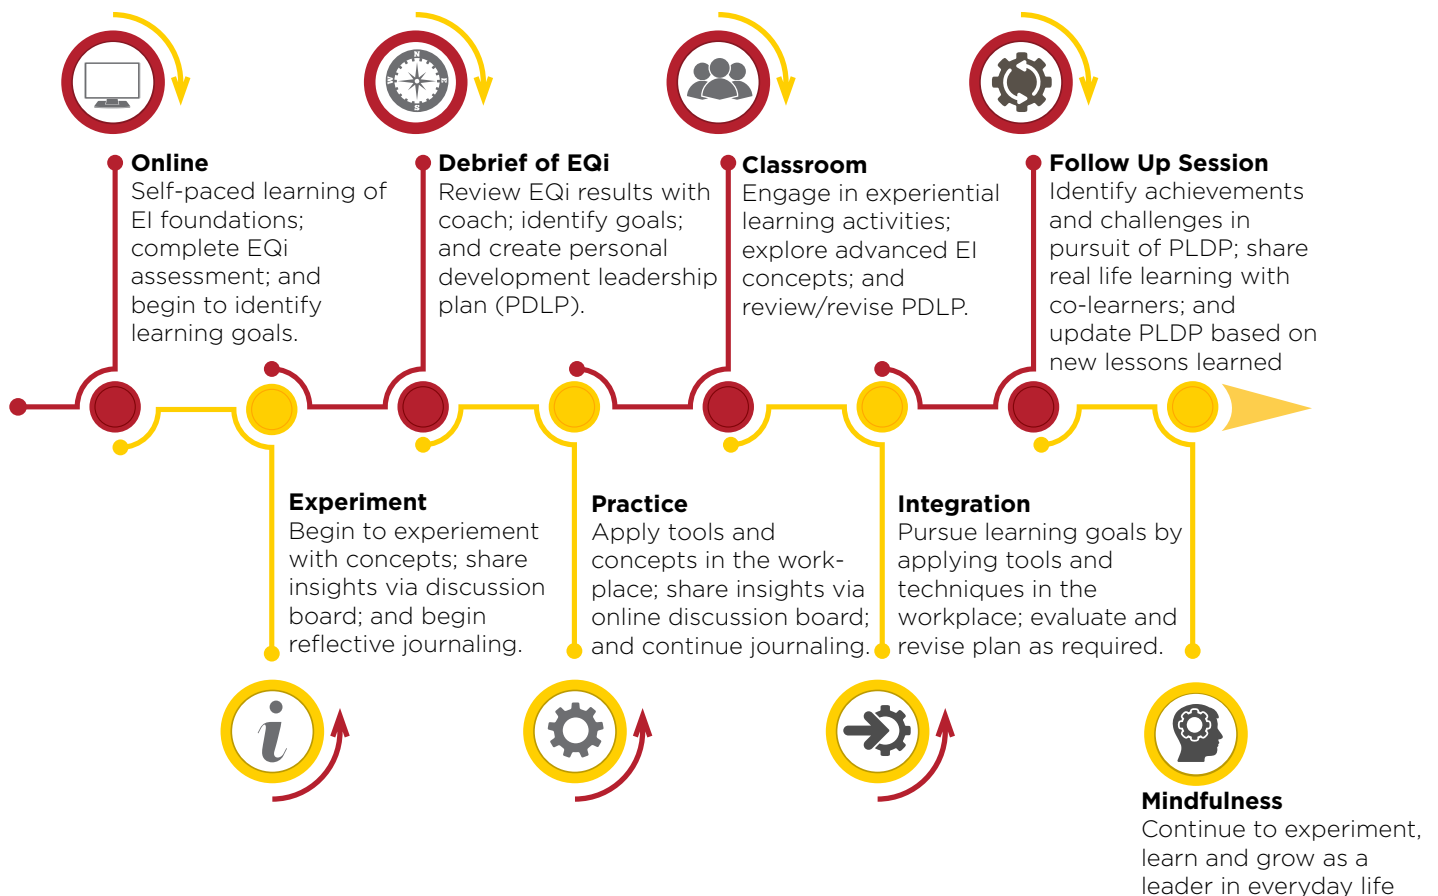 Online
Self-paced learning of
EI foundations;
complete EQi
assessment; and
begin to identify
learning goals.
Debrief of EQi
Review EQi results with
coach; identify goals;
and create personal
development leadership
plan (PDLP).
Classroom
Engage in experiential
learning activities;
explore advanced EI
concepts; and
review/revise PDLP.
Follow Up Session
Identify achievements
and challenges in
pursuit of PLDP; share
real life learning with
co-learners; and
update PLDP based on
new lessons learned
Experiment
Begin to experiement
with concepts; share
insights via discussion
board; and begin
reflective journaling.
Practice
Apply tools and
concepts in the work-
place; share insights via
online discussion board;
and continue journaling.
Integration
Pursue learning goals by
applying tools and
techniques in the
workplace; evaluate and
revise plan as required.
Mindfulness
Continue to experiment,
learn and grow as a
leader in everyday life
N
W
E
S
i